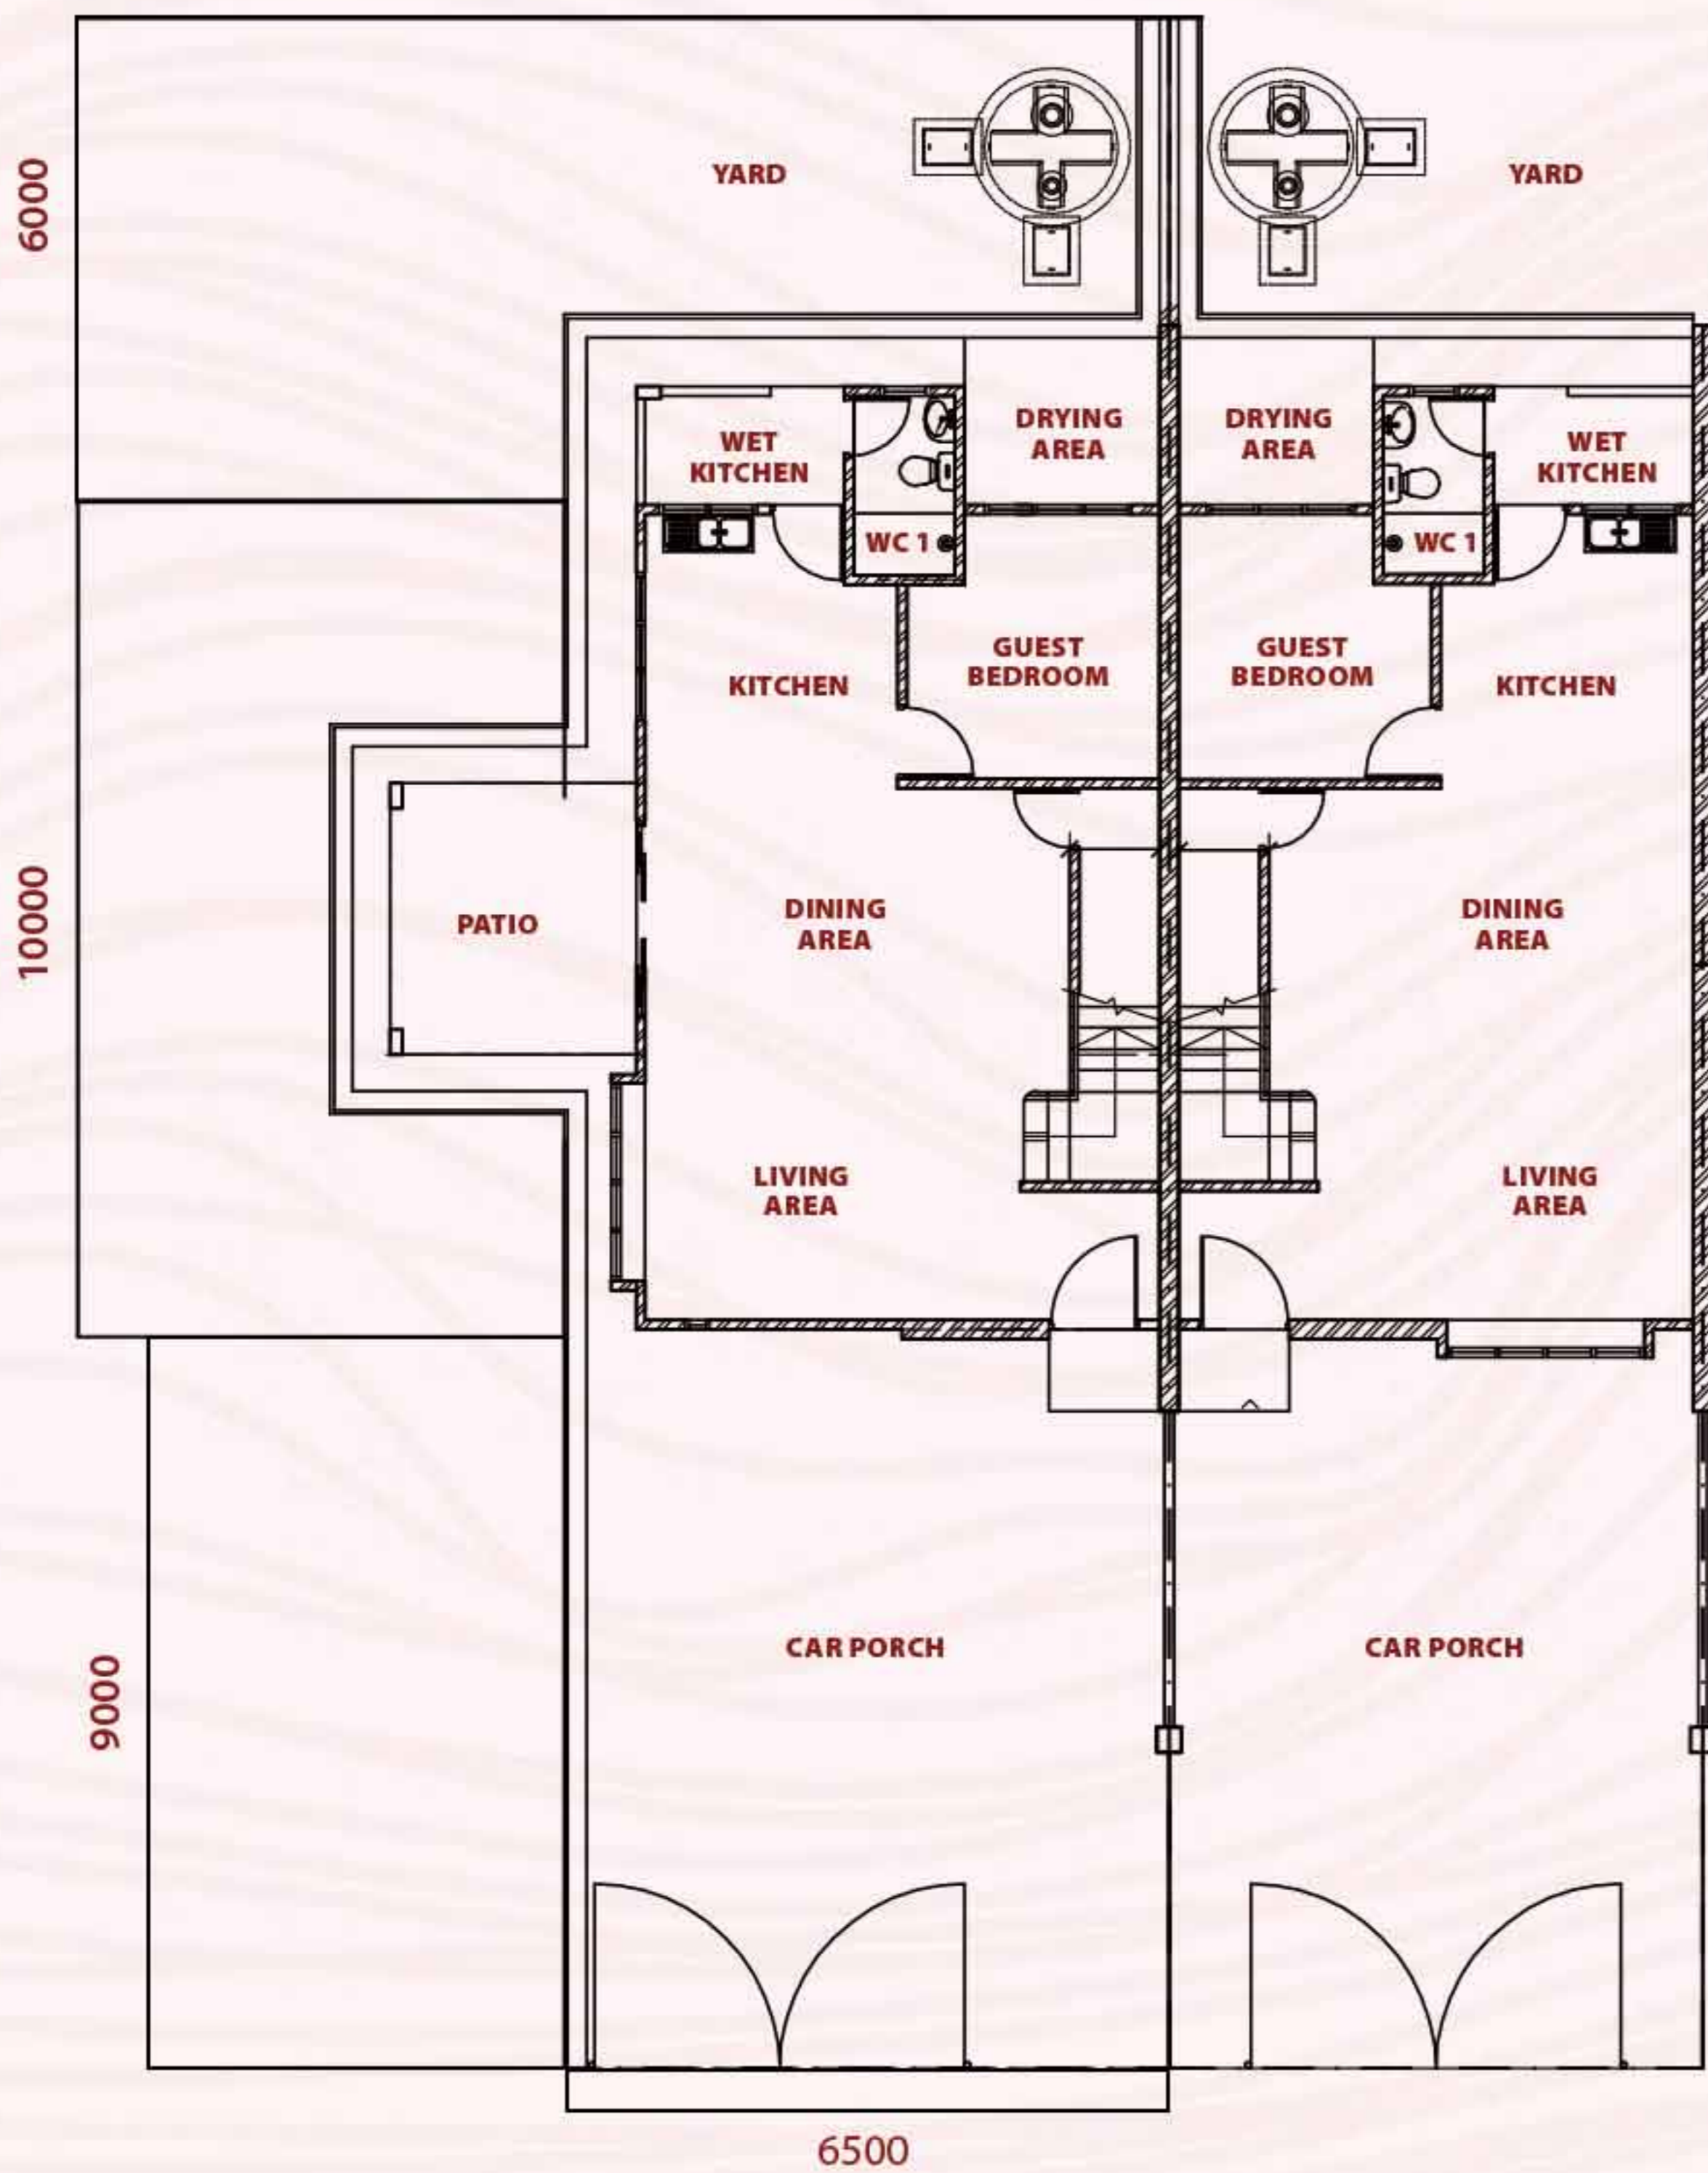 6000
YARD
YARD
WET
KITCHEN
DRYING
AREA
DRYING
AREA
WET
KITCHEN
WC 1
WC 1
KITCHEN
GUEST
BEDROOM
GUEST
BEDROOM
KITCHEN
10000
PATIO
DINING
AREA
DINING
AREA
LIVING
AREA
LIVING
AREA
9000
CAR PORCH
CAR PORCH
6500